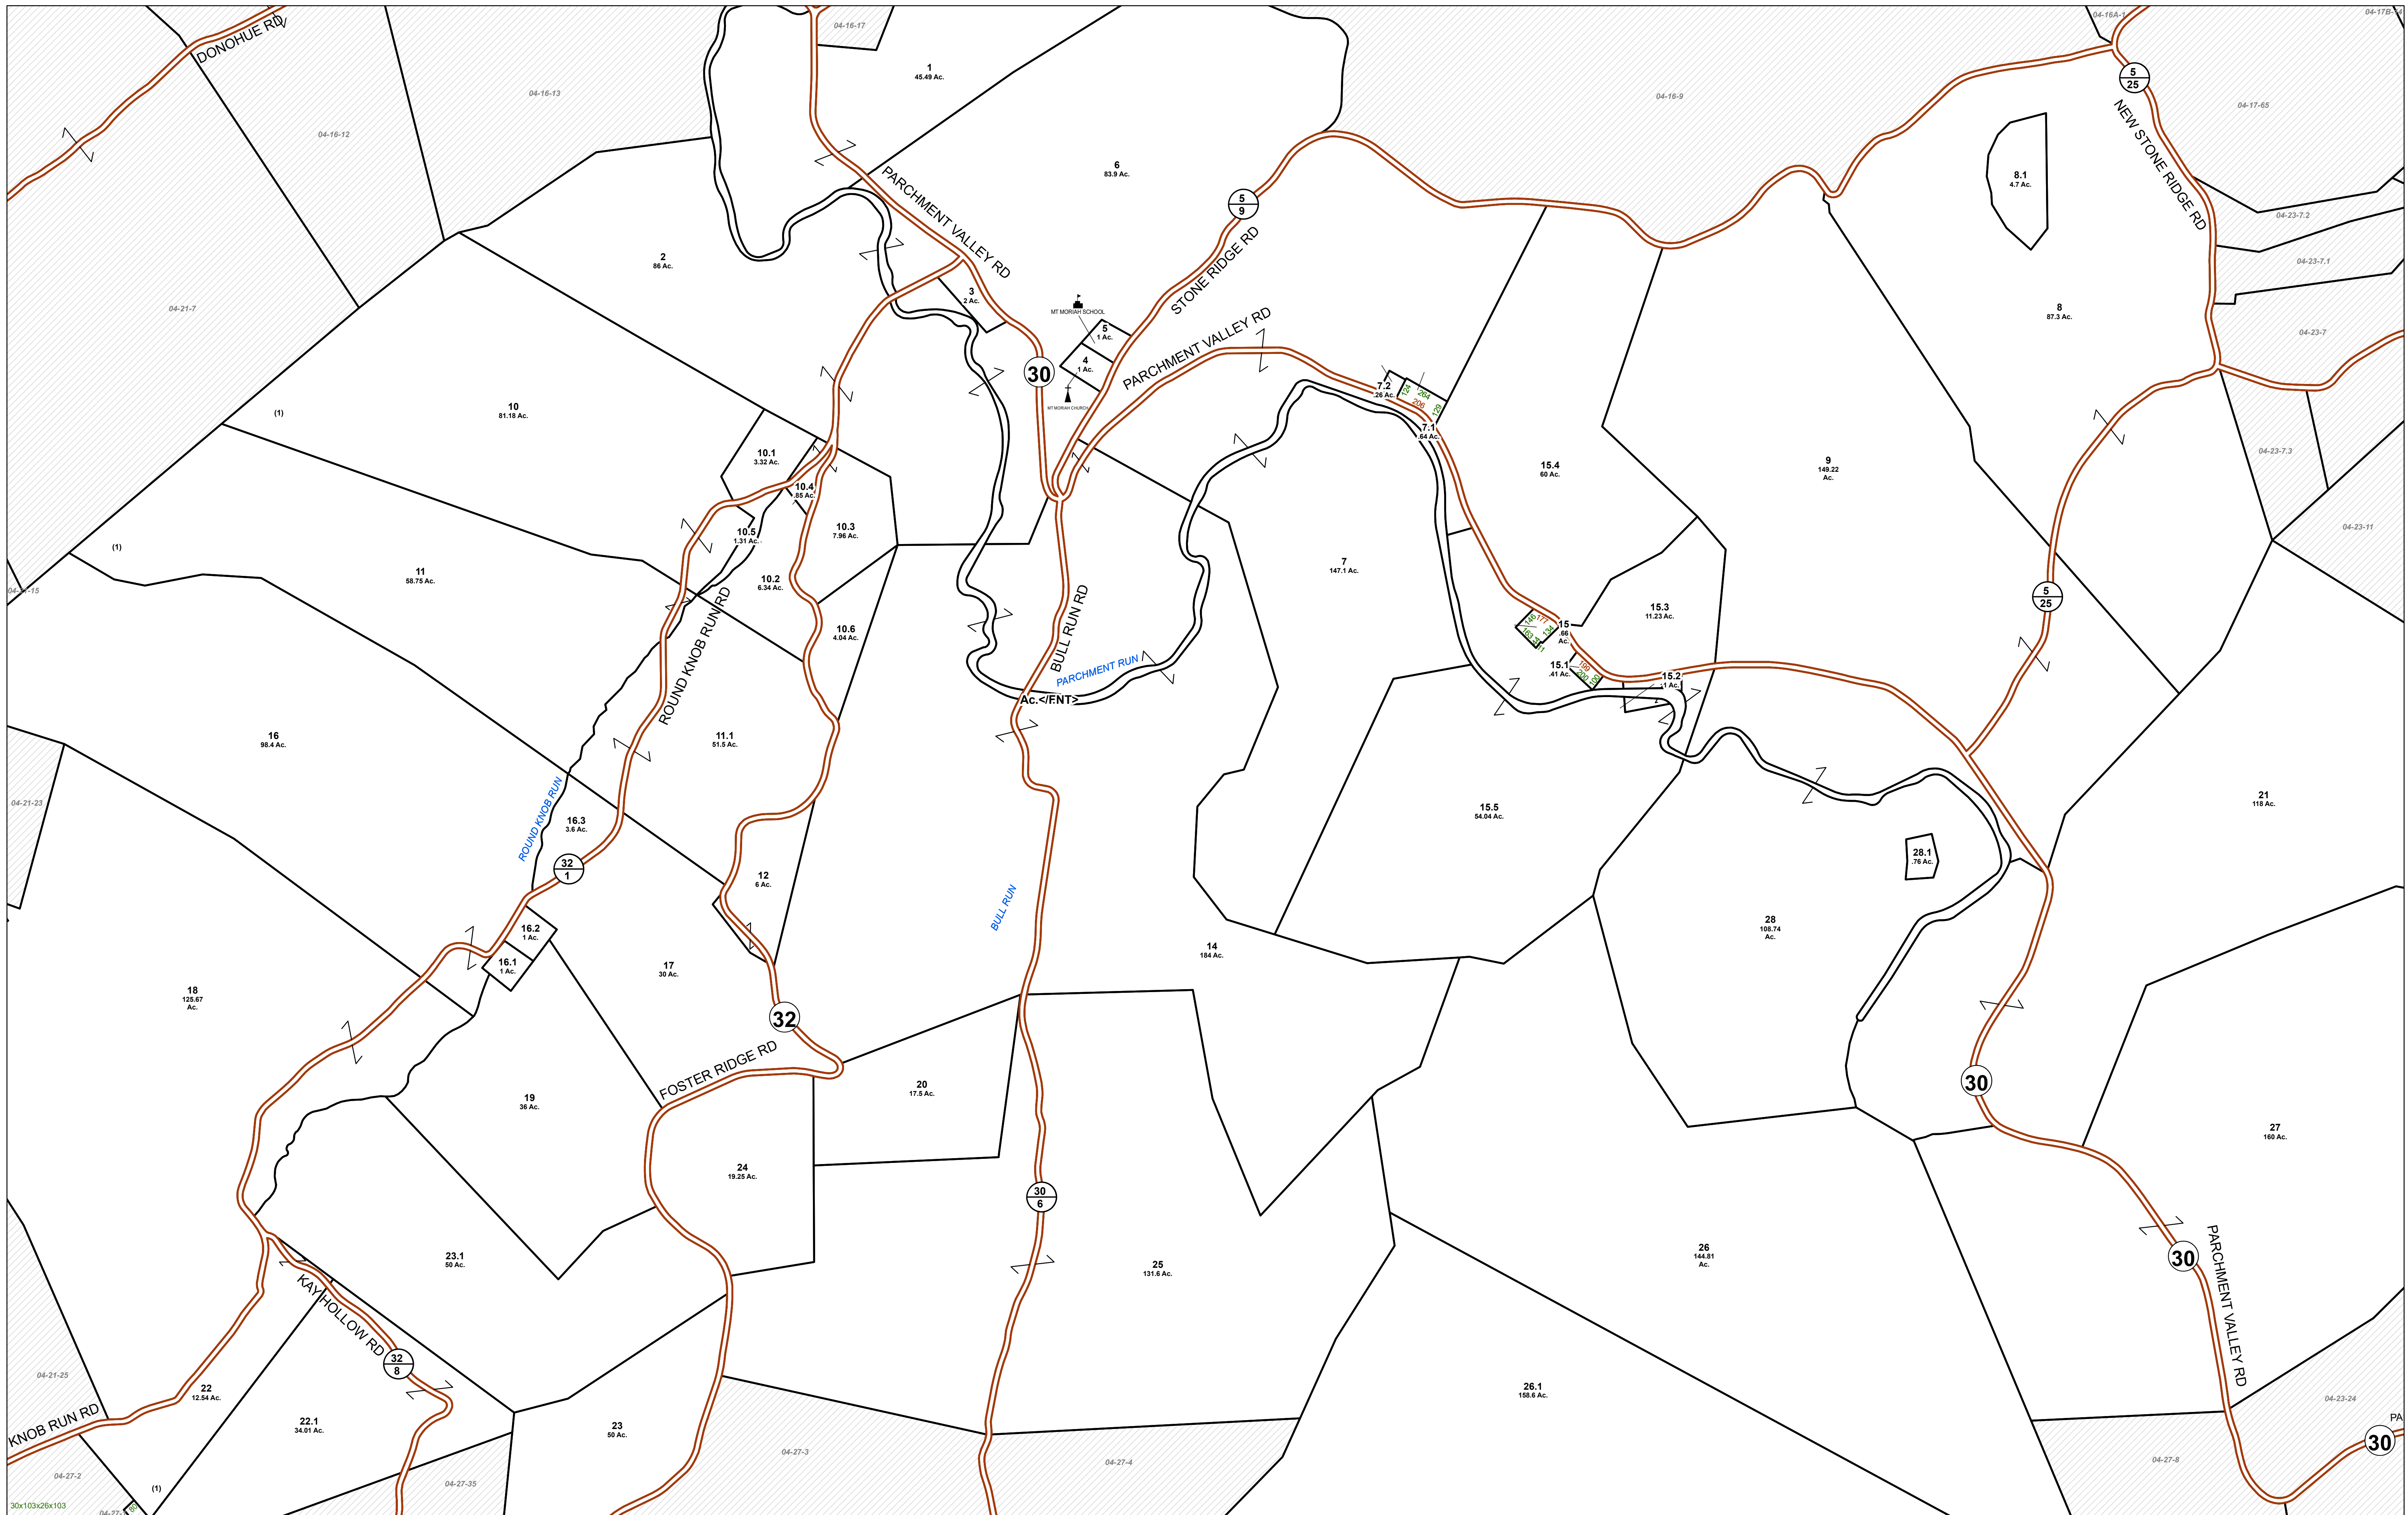 DONOHUE RD
04-16-17
04-16A-1
04-17B-54
1
45.49 Ac.
5
25
04-16-13
04-16-9
04-17-65
04-16-12
NEW STONE RIDGE RD
6
83.9 Ac.
8.1
4.7 Ac.
PARCHMENT VALLEY RD
5
9
04-23-7.2
2
86 Ac.
STONE RIDGE RD
04-23-7.1
3
2 Ac.
04-21-7
MT MORIAH SCHOOL
8
87.3 Ac.
5
1 Ac.
PARCHMENT VALLEY RD
04-23-7
4
1 Ac.
30
7.2
.26 Ac.
124
264
206
129
MT MORIAH CHURCH
(1)
10
81.18 Ac.
7.1
.64 Ac.
10.1
3.32 Ac.
15.4
60 Ac.
9
149.22
Ac.
04-23-7.3
10.4
.85 Ac.
10.3
7.96 Ac.
04-23-11
10.5
1.31 Ac.
(1)
11
58.75 Ac.
7
147.1 Ac.
10.2
6.34 Ac.
5
25
ROUND KNOB RUN RD
BULL RUN RD
15.3
11.23 Ac.
10.6
4.04 Ac.
146
177
163
134
15
.66
Ac.
PARCHMENT RUN
15.1
.41 Ac.
199
200
100
15.2
1 Ac.
Ac.</FNT>
16
98.4 Ac.
11.1
51.5 Ac.
04-21-23
ROUND KNOB RUN
15.5
54.04 Ac.
21
118 Ac.
16.3
3.6 Ac.
28.1
.76 Ac.
32
1
12
6 Ac.
BULL RUN
28
108.74
Ac.
16.2
1 Ac.
14
184 Ac.
16.1
1 Ac.
17
30 Ac.
18
125.67
Ac.
32
FOSTER RIDGE RD
30
20
17.5 Ac.
19
36 Ac.
27
160 Ac.
24
19.25 Ac.
30
6
23.1
50 Ac.
25
131.6 Ac.
26
144.81
Ac.
30
PARCHMENT VALLEY RD
KAY HOLLOW RD
32
8
04-21-25
22
12.54 Ac.
26.1
158.6 Ac.
04-23-24
KNOB RUN RD
22.1
34.01 Ac.
23
50 Ac.
PA
30
04-27-3
04-27-4
04-27-8
04-27-2
04-27-35
(1)
30x103x26x103